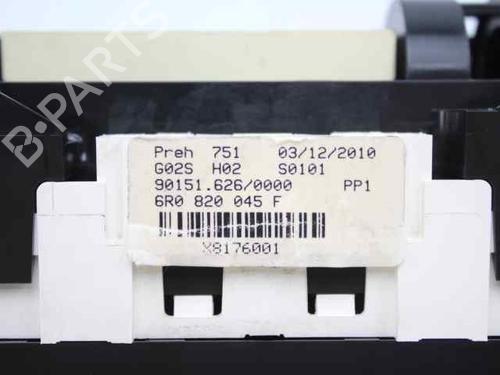 B-PARTS
Preh 751 03/12/2010
G02S H02 S0101
90151.626/0000 PP1
6R0 820 045 F
X8176001